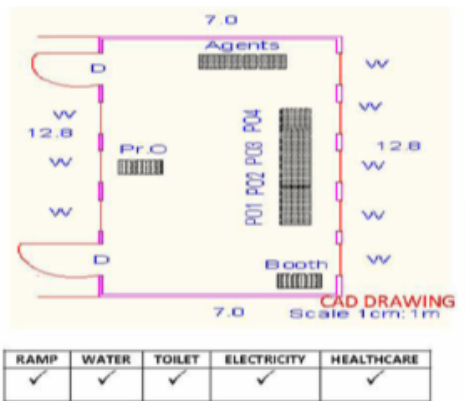 7.0
Agents
D W
W W
12.8 PO1 PO2 PO3 PO4 12.8
Pr.O
W W
W W
D W
Booth
CAD DRAWING
7.0 Scale 1cm:1m
RAMP WATER TOILET ELECTRICITY HEALTHCARE
✓ ✓ ✓ ✓ ✓